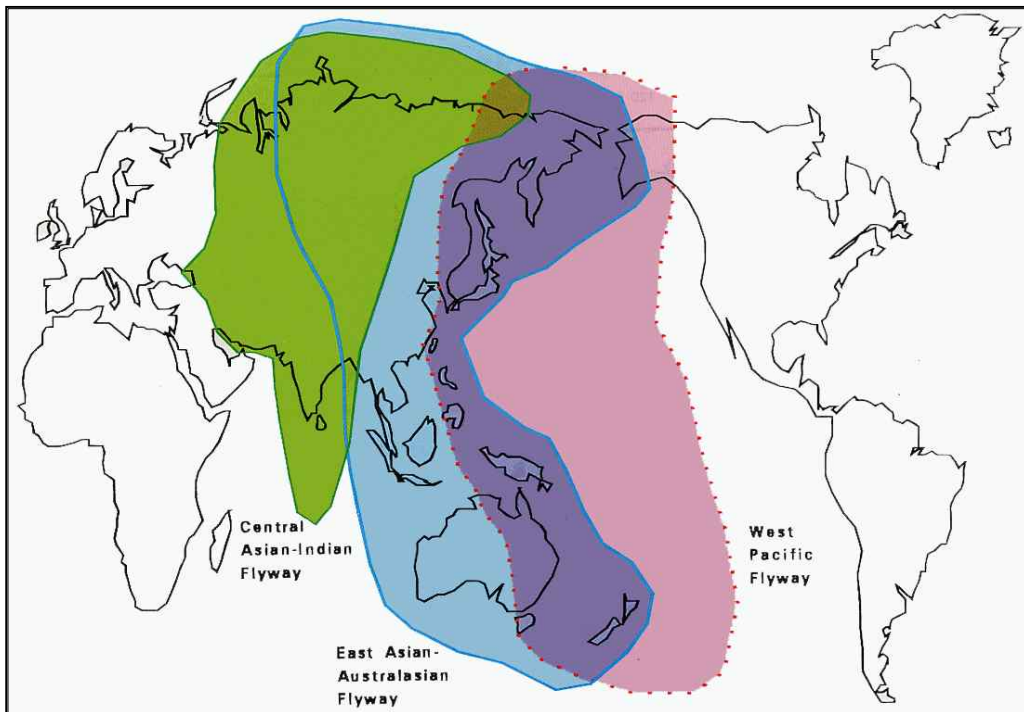 Central
Asian-Indian
Flyway
West
Pacific
Flyway
East Asian-
Australasian
Flyway